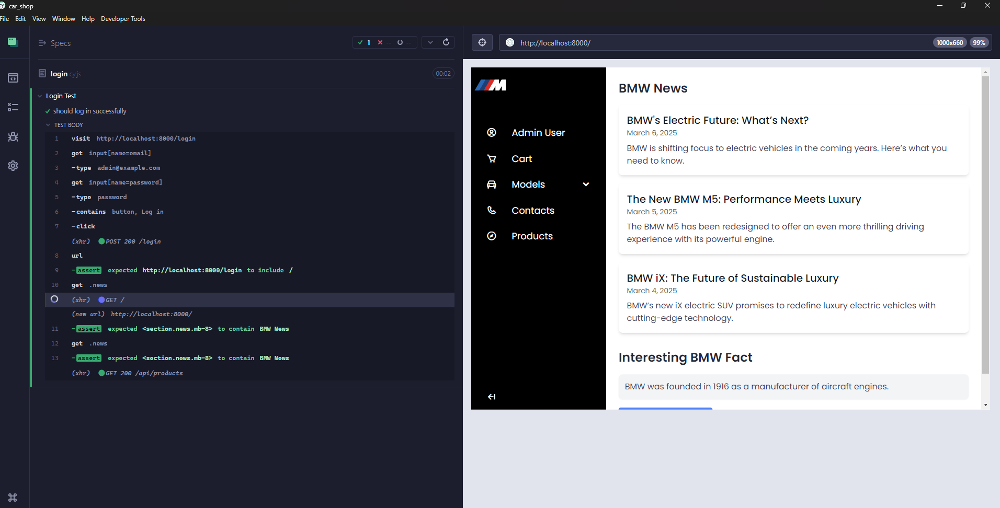 car_shop
File Edit View Window Help Developer Tools
Specs
1 -- --
login.cy.js 00:02
Login Test
should log in successfully
TEST BODY
1 visit http://localhost:8000/login
2 get input[name=email]
3 -type admin@example.com
4 get input[name=password]
5 -type password
6 -contains button, Log in
7 -click
(xhr) POST 200 /login
8 url
9 -assert expected http://localhost:8000/login to include /
10 get .news
(xhr) GET /
(new url) http://localhost:8000/
11 -assert expected <section.news.mb-8> to contain BMW News
12 get .news
13 -assert expected <section.news.mb-8> to contain BMW News
(xhr) GET 200 /api/products
http://localhost:8000/ 1000x660 99%
M
Admin User
Cart
Models
Contacts
Products
BMW News
BMW's Electric Future: What’s Next?
March 6, 2025
BMW is shifting focus to electric vehicles in the coming years. Here’s what you
need to know.
The New BMW M5: Performance Meets Luxury
March 5, 2025
The BMW M5 has been redesigned to offer an even more thrilling driving
experience with its powerful engine.
BMW iX: The Future of Sustainable Luxury
March 4, 2025
BMW’s new iX electric SUV promises to redefine luxury electric vehicles with
cutting-edge technology.
Interesting BMW Fact
BMW was founded in 1916 as a manufacturer of aircraft engines.